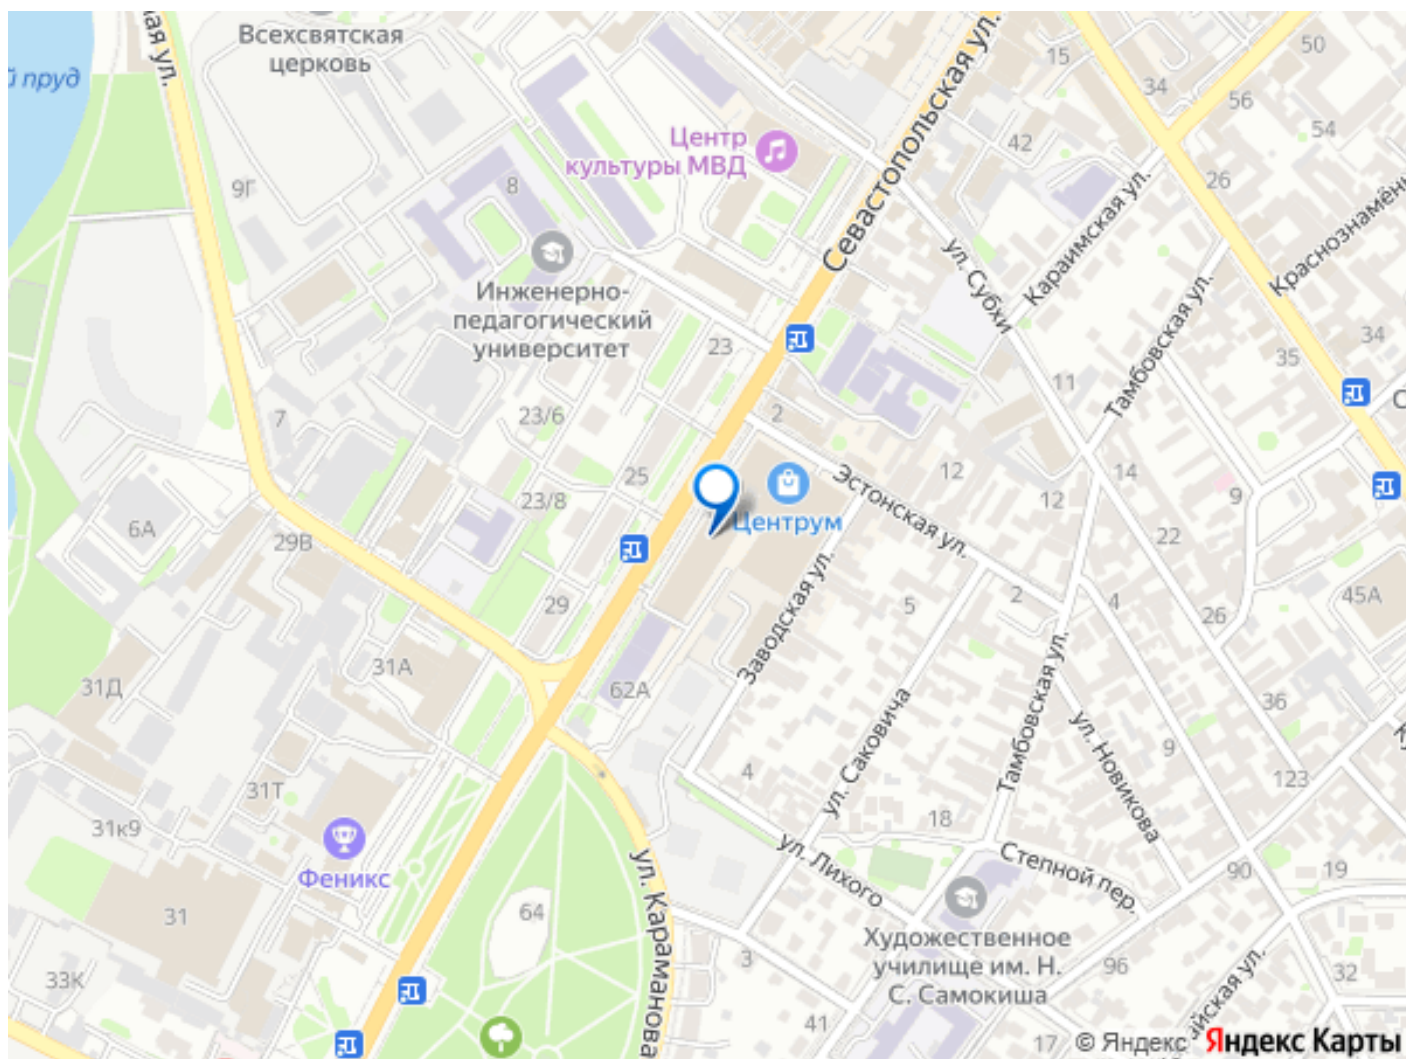 Всехсвятская
церковь
ная ул.
й пруд
Севастопольская ул.
15
50
34
56
54
42
Центр
культуры МВД
9Г
8
26
Караимская ул.
Краснознамённ
ул. Субхи
Инженерно-
педагогический
университет
23
Тамбовская ул.
34
35
11
7
23/6
2
25
12
14
9
Эстонская ул.
23/8
12
6А
29В
Центрум
22
29
5
2
4
26
45А
Заводская ул.
31Д
31А
62А
Тамбовская ул.
36
ул. Саковича
ул. Новикова
9
4
123
31Т
31к9
18
Феникс
ул. Лихого
Степной пер.
90
19
ул. Караманова
31
64
Художественное
училище им. Н.
С. Самокиша
3
96
32
33К
41
17
айская ул.
© Яндекс Яндекс Карты